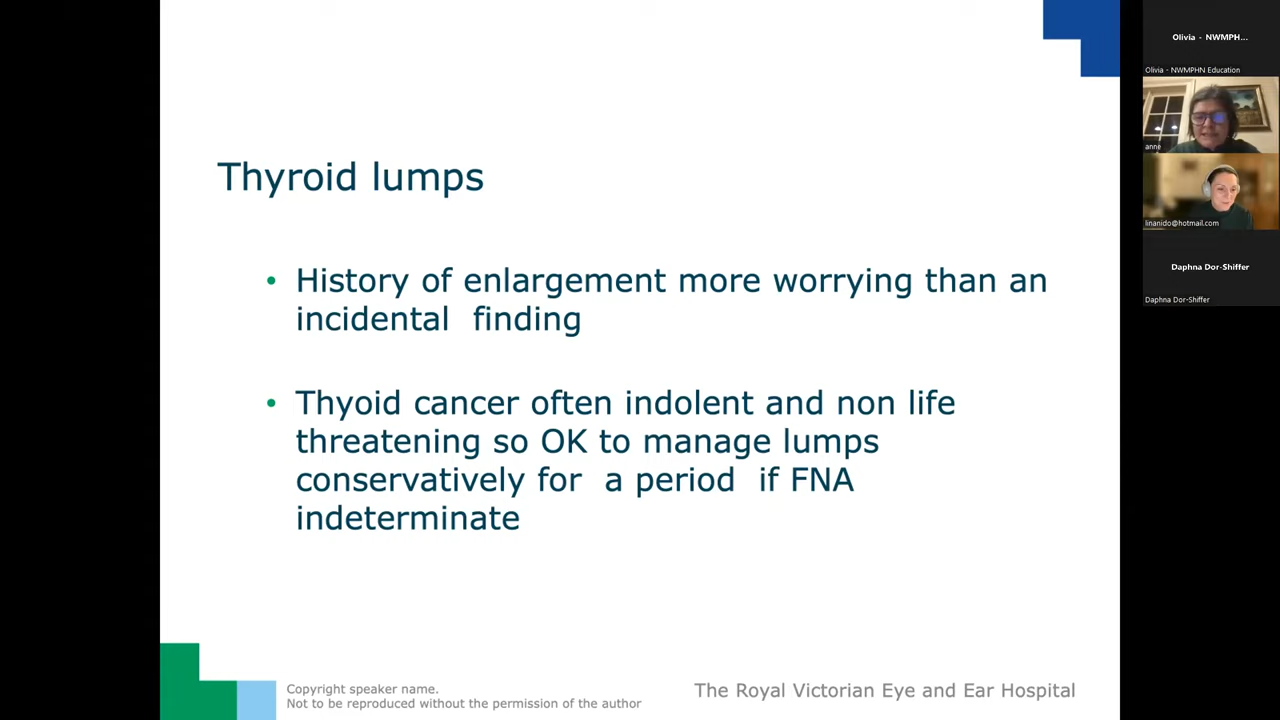 Thyroid lumps
• History of enlargement more worrying than an
incidental finding
• Thyoid cancer often indolent and non life
threatening so OK to manage lumps
conservatively for a period if FNA
indeterminate
Copyright speaker name.
Not to be reproduced without the permission of the author
The Royal Victorian Eye and Ear Hospital
Olivia - NWMPH...
Olivia - NWMPHN Education
anne
linanido@hotmail.com
Daphna Dor-Shiffer
Daphna Dor-Shiffer